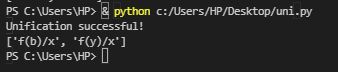 PS C:\Users\HP> & python c:/Users/HP/Desktop/uni.py
Unification successful!
['f(b)/x', 'f(y)/x']
PS C:\Users\HP>